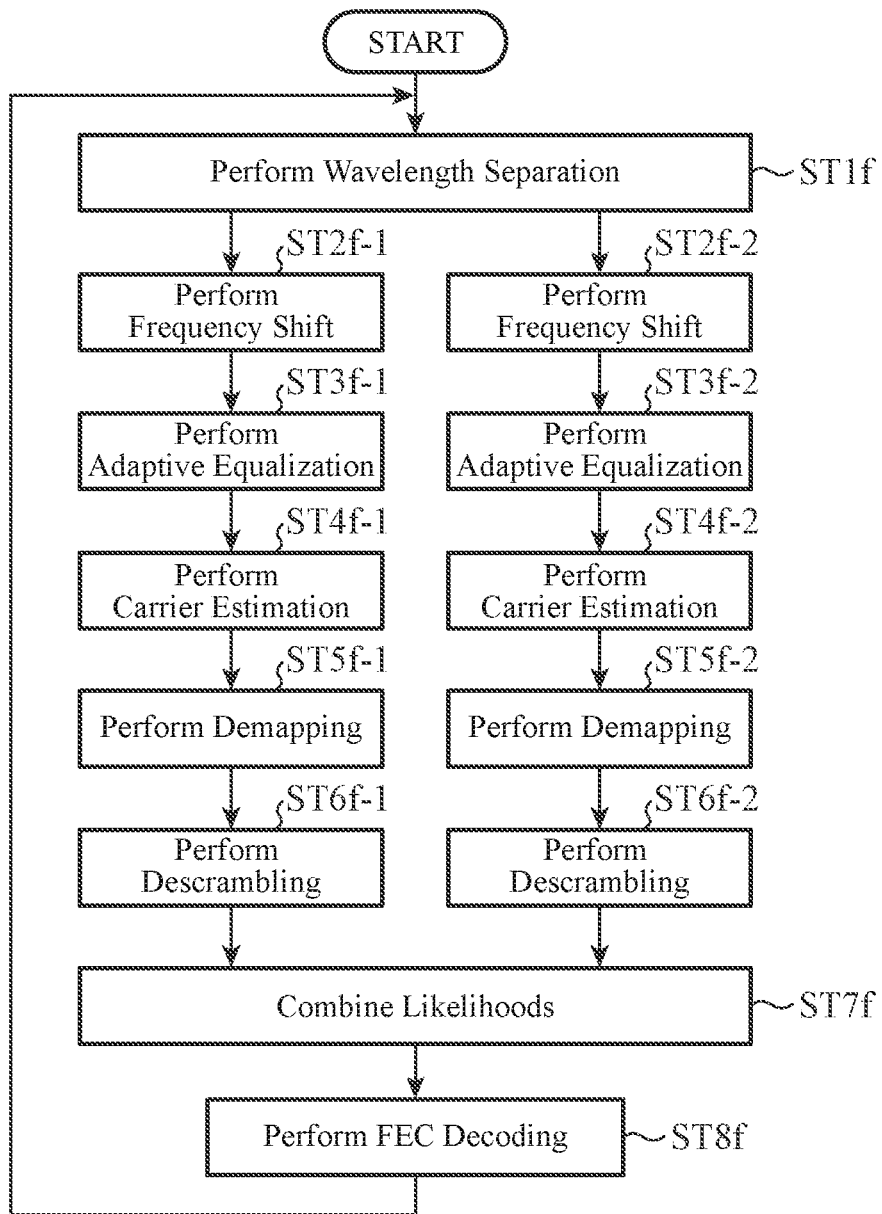 START
Perform Wavelength Separation
ST1f
ST2f-1
ST2f-2
Perform
Frequency Shift
Perform
Frequency Shift
ST3f-1
ST3f-2
Perform
Adaptive Equalization
Perform
Adaptive Equalization
ST4f-1
ST4f-2
Perform
Carrier Estimation
Perform
Carrier Estimation
ST5f-1
ST5f-2
Perform Demapping
Perform Demapping
ST6f-1
ST6f-2
Perform
Descrambling
Perform
Descrambling
Combine Likelihoods
ST7f
Perform FEC Decoding
ST8f